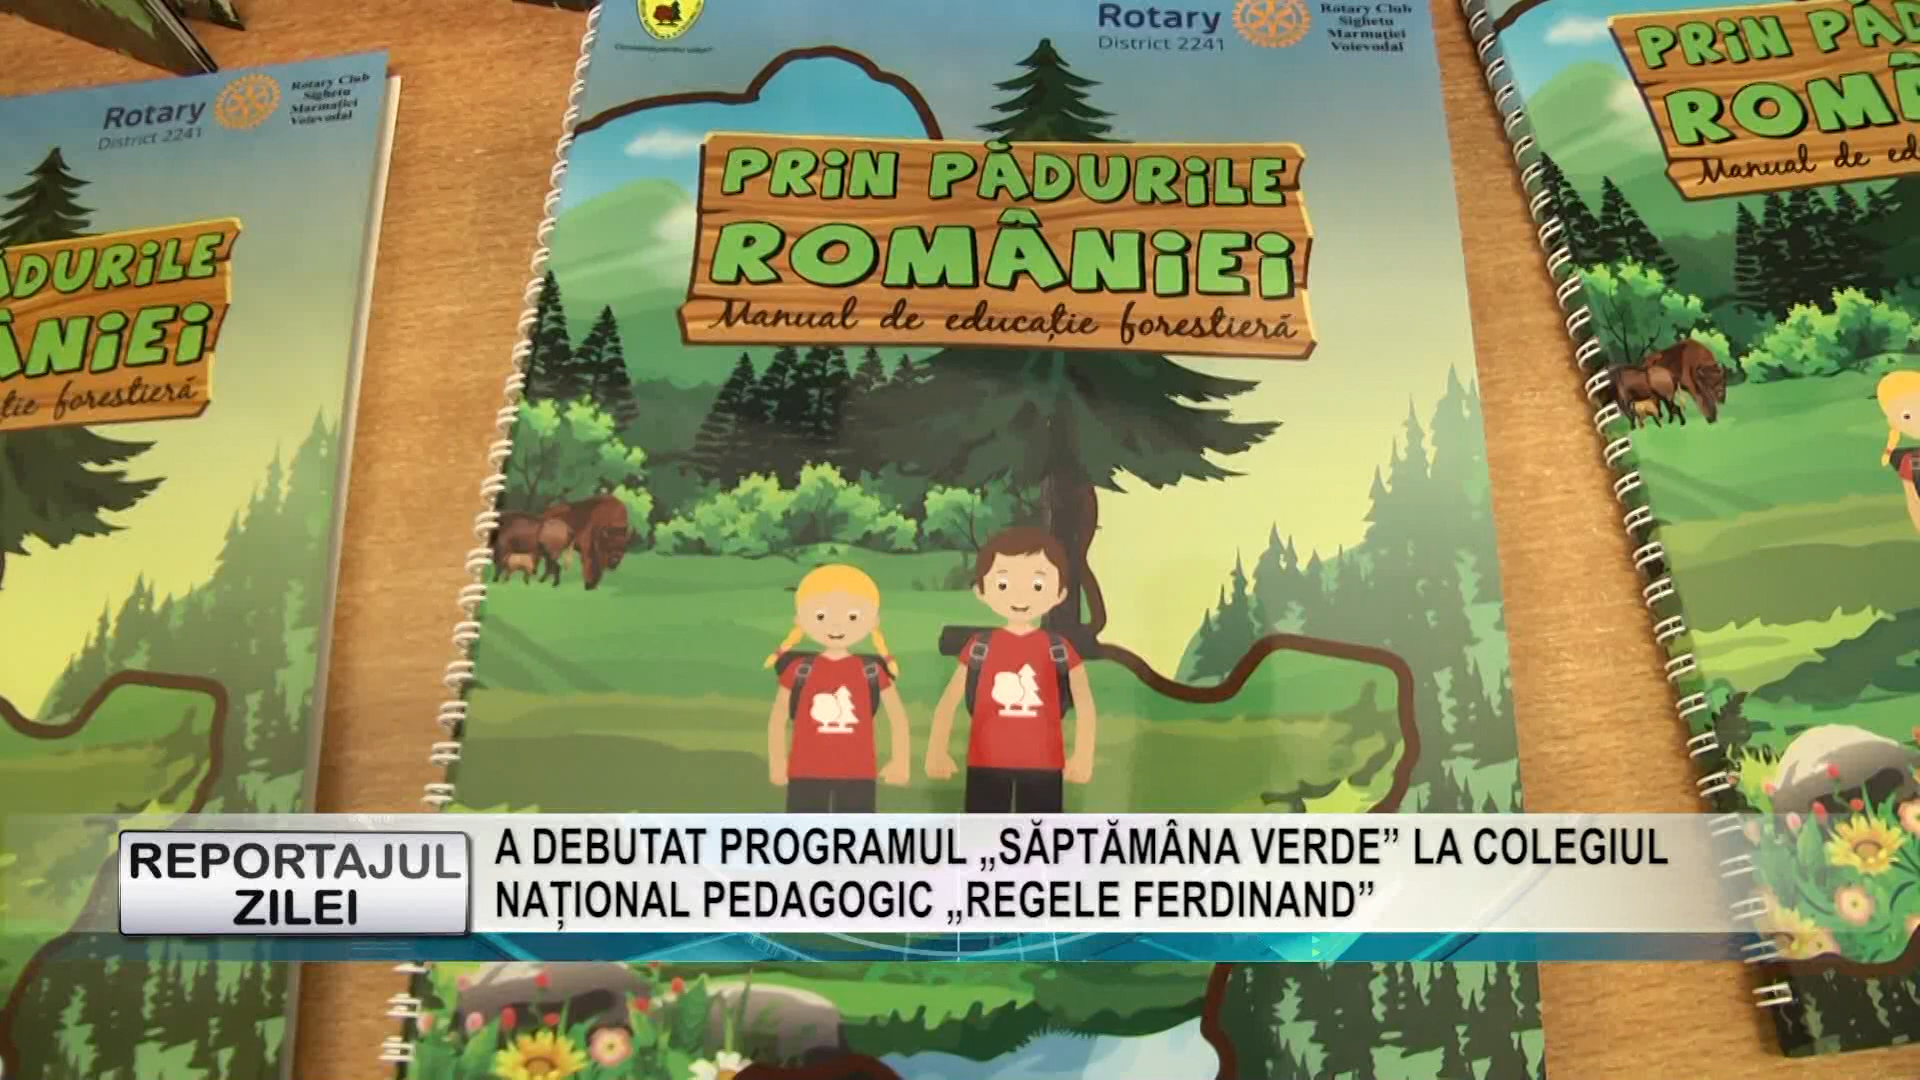 Rotary
District 2241
Rotary Club
Sighetu
Marmației
Voievodal
PRIN PĂDURILE
ROMÂNIEI
Manual de educație forestieră
Rotary
District 2241
Rotary Club
Sighetu
Marmației
Voievodal
ĂDURILE
ÂNIEI
ție forestieră
PRIN PĂD
ROMÂ
Manual de ed
REPORTAJUL
ZILEI
A DEBUTAT PROGRAMUL „SĂPTĂMÂNA VERDE” LA COLEGIUL
NAȚIONAL PEDAGOGIC „REGELE FERDINAND”